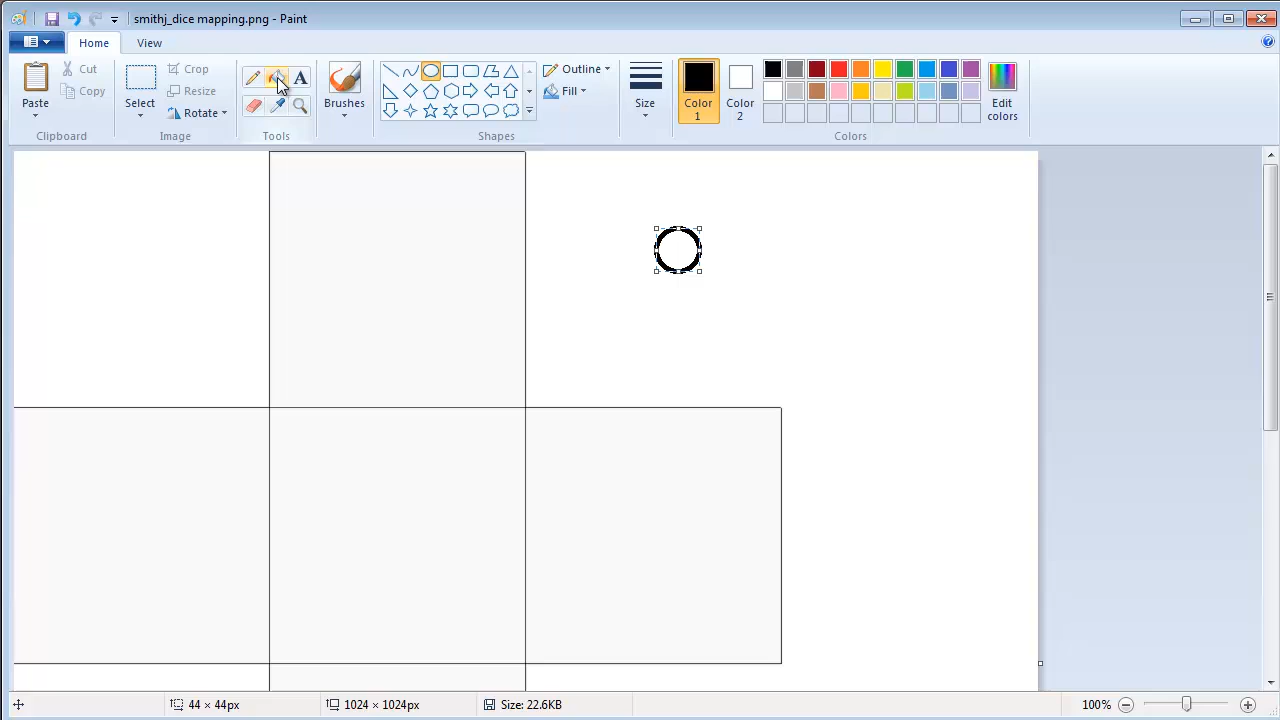 smithj_dice mapping.png - Paint
Home
View
Paste
Cut
Copy
Clipboard
Select
Crop
Resize
Rotate
Image
A
Tools
Brushes
Shapes
Outline
Fill
Size
Color 1
Color 2
Edit colors
Colors
44 × 44px
1024 × 1024px
Size: 22.6KB
100%